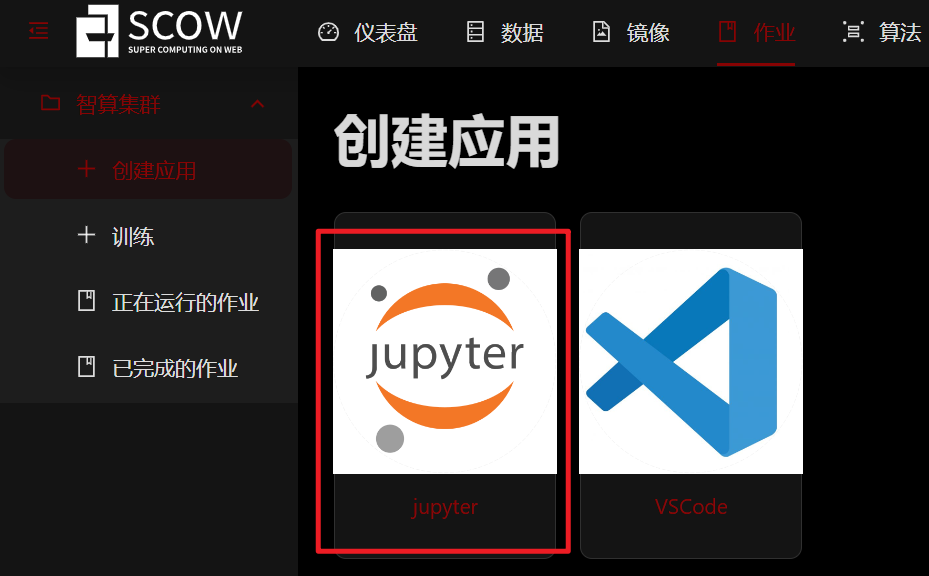 SCOW
SUPER COMPUTING ON WEB
仪表盘
数据
镜像
作业
算法
智算集群
创建应用
训练
正在运行的作业
已完成的作业
创建应用
jupyter
jupyter
VSCode